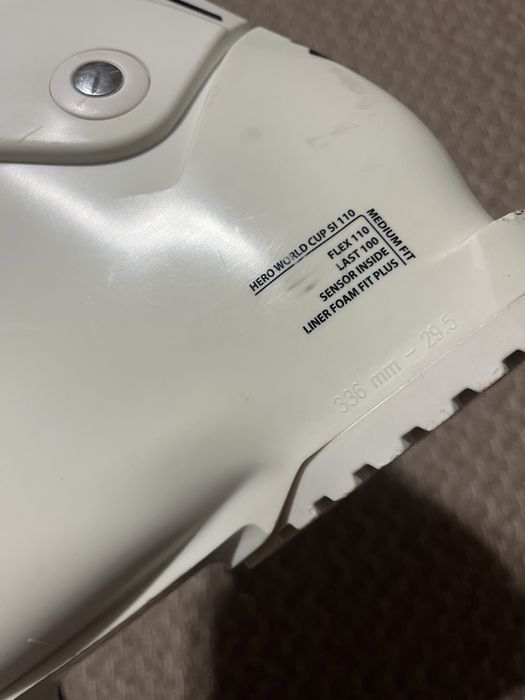 HERO WORLD CUP SI 110
MEDIUM FIT
FLEX 110
LAST 100
SENSOR INSIDE
LINER FOAM FIT PLUS
336 mm - 29.5